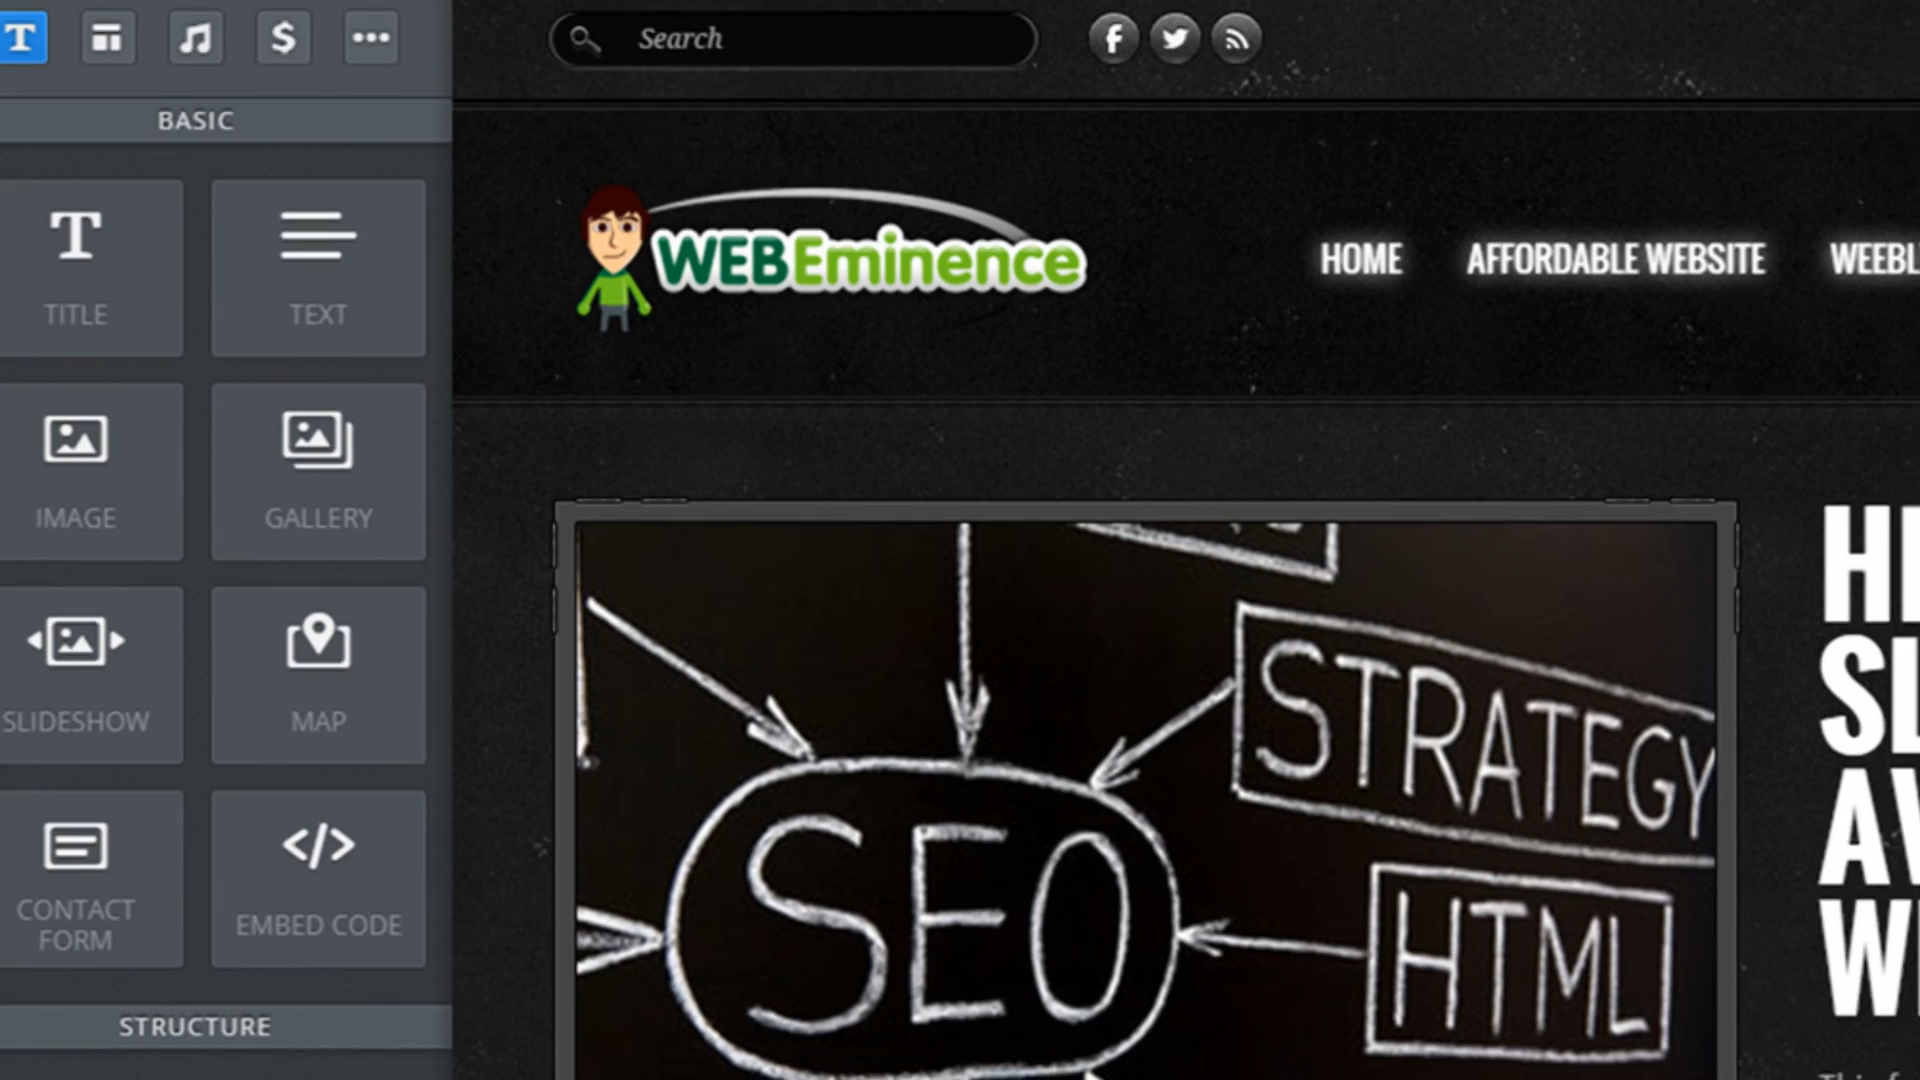 T
$
Search
BASIC
T
TITLE
TEXT
IMAGE
GALLERY
SLIDESHOW
MAP
CONTACT
FORM
</>
EMBED CODE
STRUCTURE
WEBEminence
HOME
AFFORDABLE WEBSITE
STRATEGY
SEO
HTML